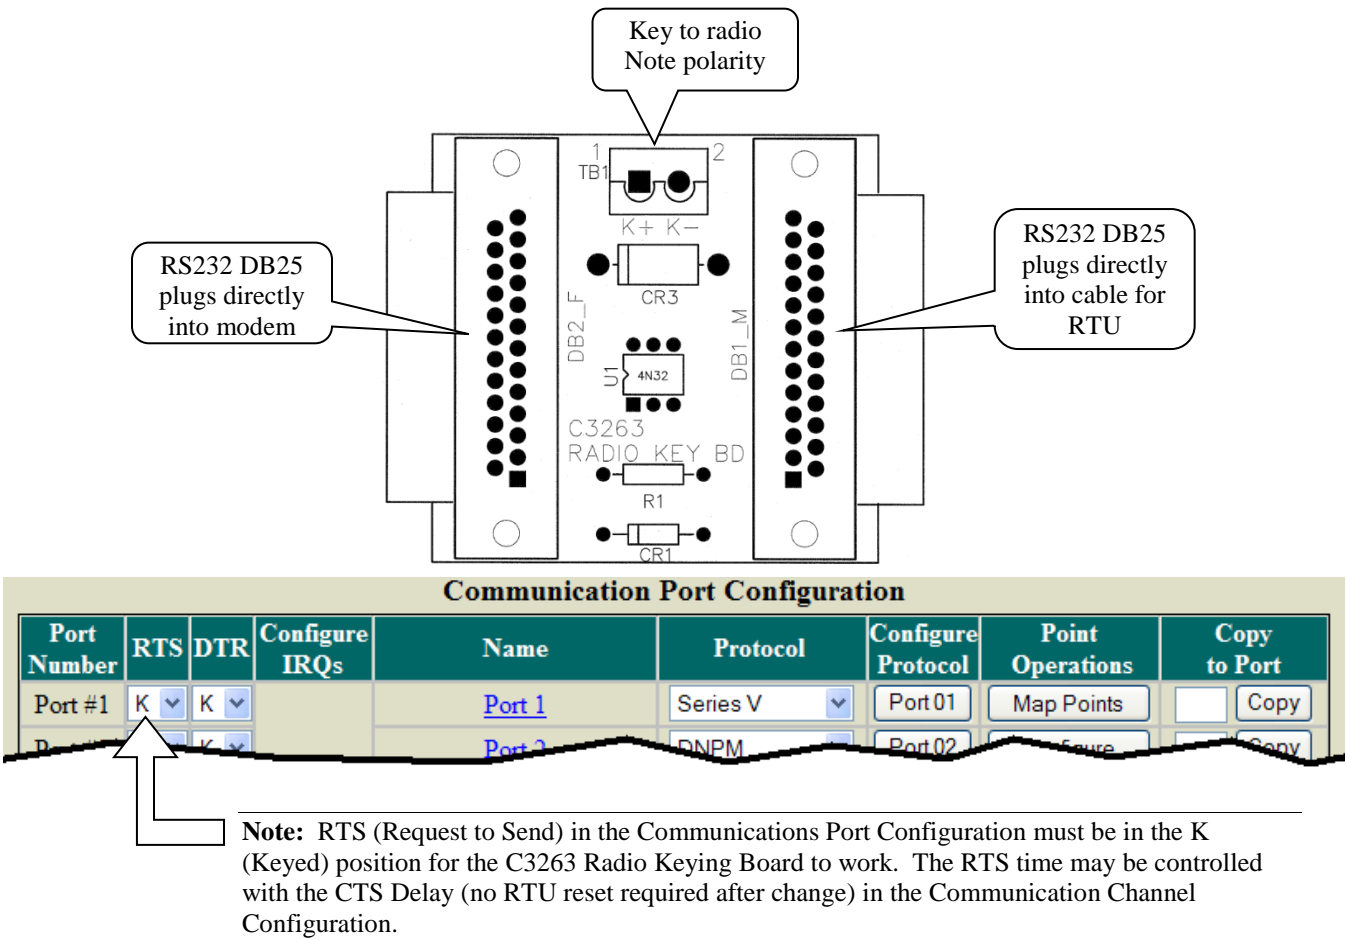 Key to radio
Note polarity
1 2
TB1
K+ K-
RS232 DB25
plugs directly
into modem
RS232 DB25
plugs directly
into cable for
RTU
CR3
DB2_F
DB1_M
U1
4N32
C3263
RADIO KEY BD
R1
CR1
Communication Port Configuration
Port Number RTS DTR Configure IRQs Name Protocol Configure Protocol Point Operations Copy to Port
Port #1 K K Port 1 Series V Port 01 Map Points Copy
K Port 2 DNPM Port 02 Copy
Note: RTS (Request to Send) in the Communications Port Configuration must be in the K
(Keyed) position for the C3263 Radio Keying Board to work. The RTS time may be controlled
with the CTS Delay (no RTU reset required after change) in the Communication Channel
Configuration.